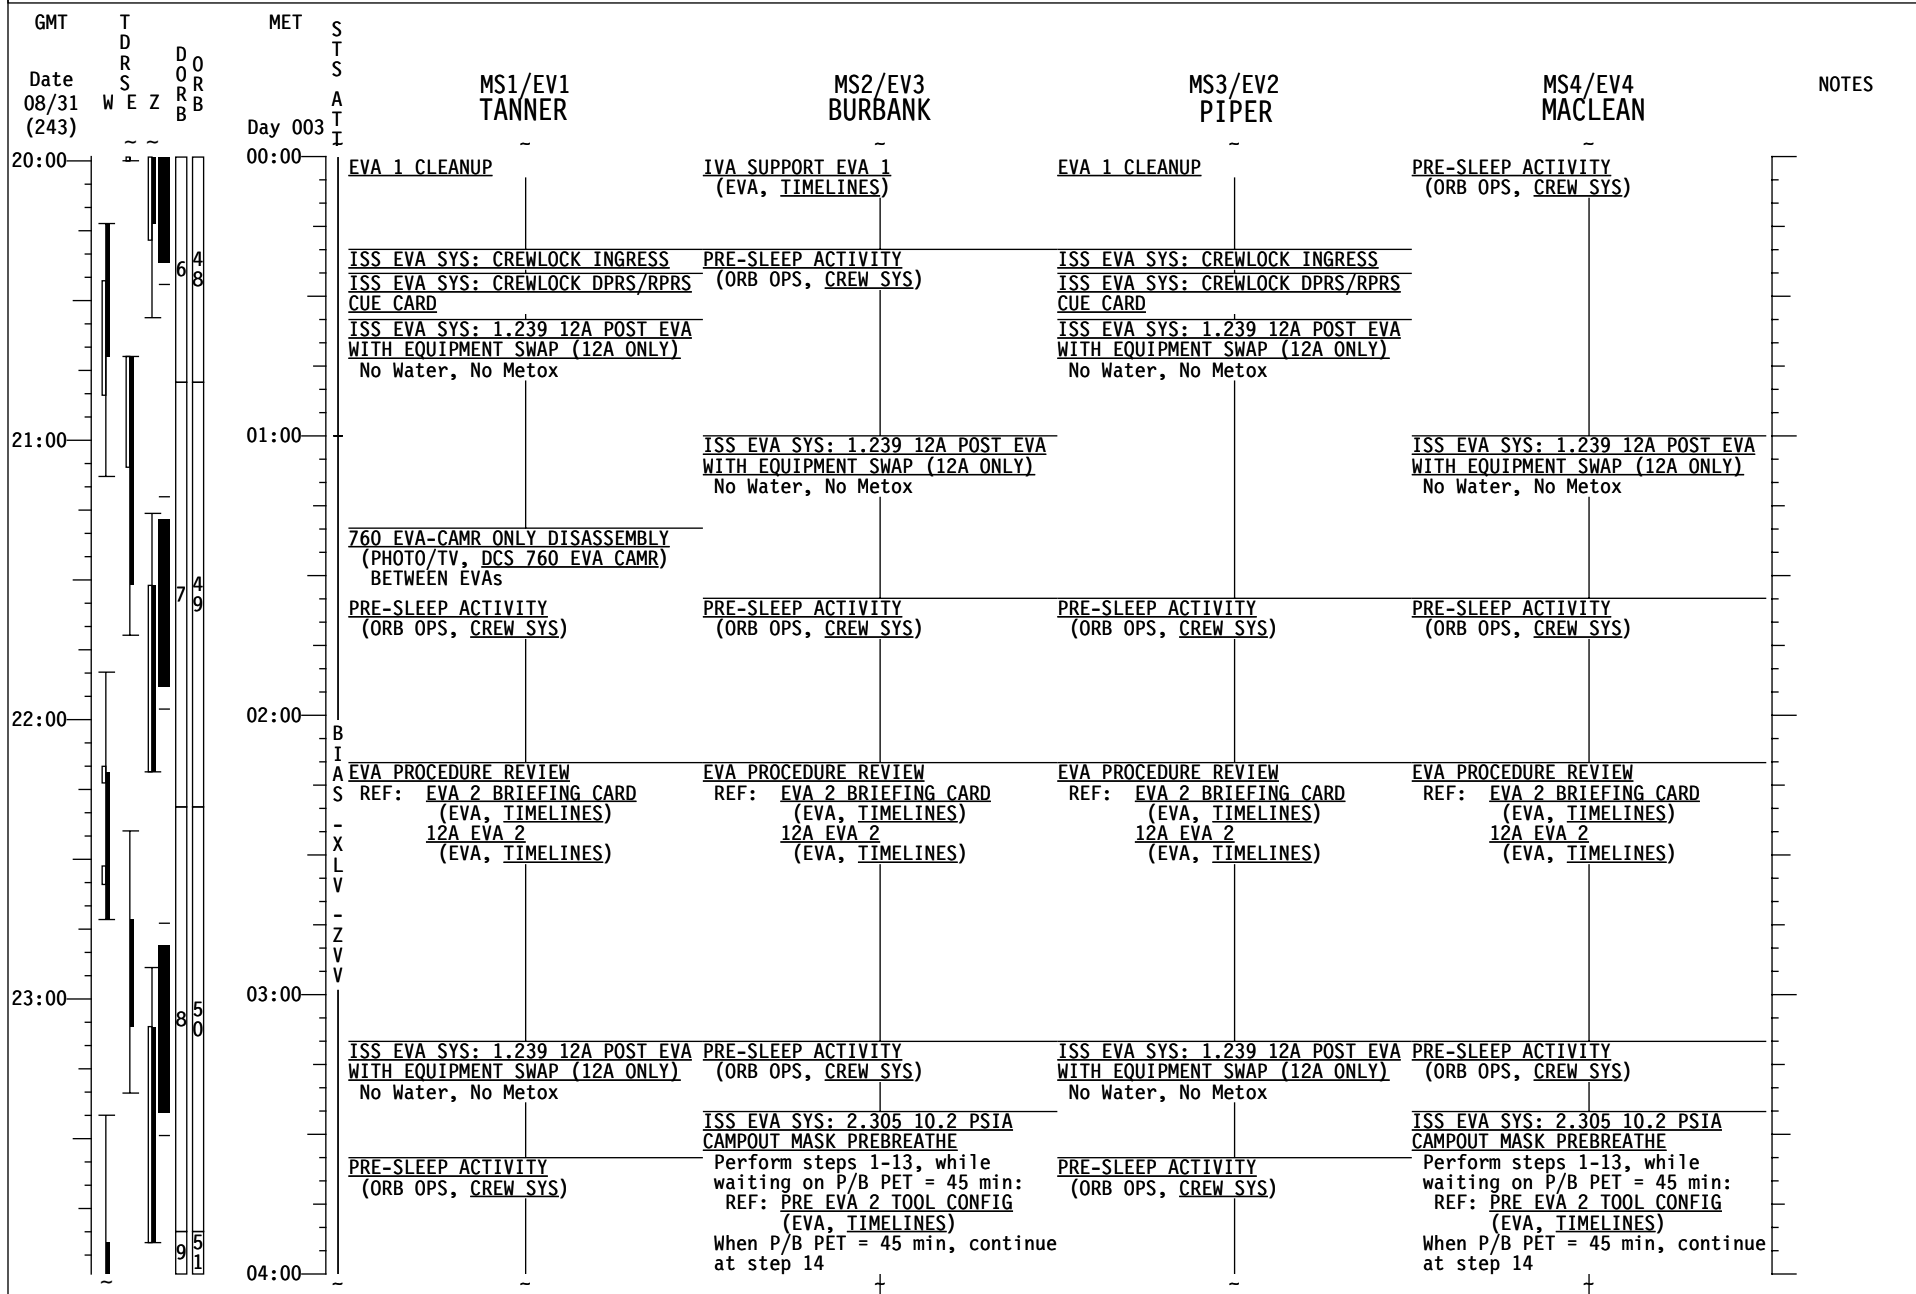 GMT
TDRS
MET
STS ATT
DORB
ORB
Date
08/31
(243)
W E Z
Day 003
MS1/EV1
TANNER
MS2/EV3
BURBANK
MS3/EV2
PIPER
MS4/EV4
MACLEAN
NOTES
~ ~ ~ ~ ~ ~
20:00
21:00
22:00
23:00
6
7
8
9
48
49
50
51
~
00:00
01:00
02:00
03:00
04:00
BIAS -XLV -ZVV
~
EVA 1 CLEANUP
ISS EVA SYS: CREWLOCK INGRESS
ISS EVA SYS: CREWLOCK DPRS/RPRS
CUE CARD
ISS EVA SYS: 1.239 12A POST EVA
WITH EQUIPMENT SWAP (12A ONLY)
No Water, No Metox
760 EVA-CAMR ONLY DISASSEMBLY
(PHOTO/TV, DCS 760 EVA CAMR)
BETWEEN EVAs
PRE-SLEEP ACTIVITY
(ORB OPS, CREW SYS)
EVA PROCEDURE REVIEW
REF: EVA 2 BRIEFING CARD
(EVA, TIMELINES)
12A EVA 2
(EVA, TIMELINES)
ISS EVA SYS: 1.239 12A POST EVA
WITH EQUIPMENT SWAP (12A ONLY)
No Water, No Metox
PRE-SLEEP ACTIVITY
(ORB OPS, CREW SYS)
~
IVA SUPPORT EVA 1
(EVA, TIMELINES)
PRE-SLEEP ACTIVITY
(ORB OPS, CREW SYS)
ISS EVA SYS: 1.239 12A POST EVA
WITH EQUIPMENT SWAP (12A ONLY)
No Water, No Metox
PRE-SLEEP ACTIVITY
(ORB OPS, CREW SYS)
EVA PROCEDURE REVIEW
REF: EVA 2 BRIEFING CARD
(EVA, TIMELINES)
12A EVA 2
(EVA, TIMELINES)
PRE-SLEEP ACTIVITY
(ORB OPS, CREW SYS)
ISS EVA SYS: 2.305 10.2 PSIA
CAMPOUT MASK PREBREATHE
Perform steps 1-13, while
waiting on P/B PET = 45 min:
REF: PRE EVA 2 TOOL CONFIG
(EVA, TIMELINES)
When P/B PET = 45 min, continue
at step 14
~
EVA 1 CLEANUP
ISS EVA SYS: CREWLOCK INGRESS
ISS EVA SYS: CREWLOCK DPRS/RPRS
CUE CARD
ISS EVA SYS: 1.239 12A POST EVA
WITH EQUIPMENT SWAP (12A ONLY)
No Water, No Metox
PRE-SLEEP ACTIVITY
(ORB OPS, CREW SYS)
EVA PROCEDURE REVIEW
REF: EVA 2 BRIEFING CARD
(EVA, TIMELINES)
12A EVA 2
(EVA, TIMELINES)
ISS EVA SYS: 1.239 12A POST EVA
WITH EQUIPMENT SWAP (12A ONLY)
No Water, No Metox
PRE-SLEEP ACTIVITY
(ORB OPS, CREW SYS)
~
PRE-SLEEP ACTIVITY
(ORB OPS, CREW SYS)
ISS EVA SYS: 1.239 12A POST EVA
WITH EQUIPMENT SWAP (12A ONLY)
No Water, No Metox
PRE-SLEEP ACTIVITY
(ORB OPS, CREW SYS)
EVA PROCEDURE REVIEW
REF: EVA 2 BRIEFING CARD
(EVA, TIMELINES)
12A EVA 2
(EVA, TIMELINES)
PRE-SLEEP ACTIVITY
(ORB OPS, CREW SYS)
ISS EVA SYS: 2.305 10.2 PSIA
CAMPOUT MASK PREBREATHE
Perform steps 1-13, while
waiting on P/B PET = 45 min:
REF: PRE EVA 2 TOOL CONFIG
(EVA, TIMELINES)
When P/B PET = 45 min, continue
at step 14
~